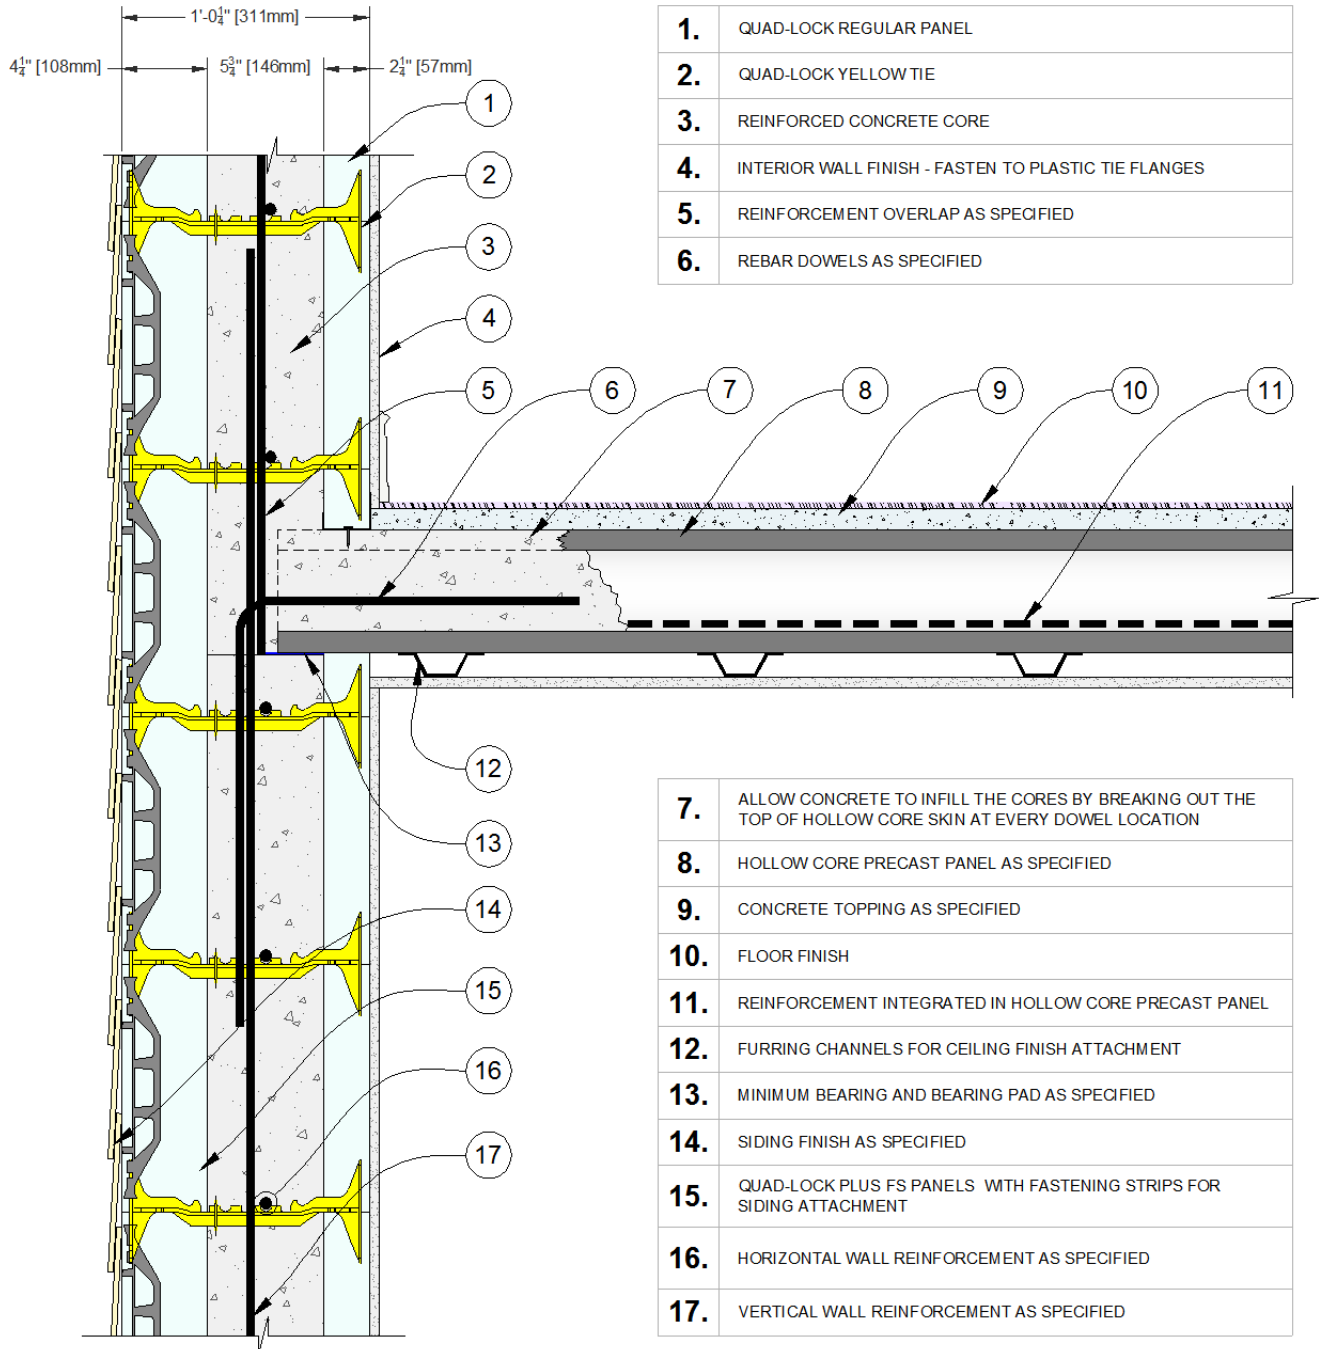 1'-0¼" [311mm]
4¼" [108mm]
5¾" [146mm]
2¼" [57mm]
1
2
3
4
5
6
7
8
9
10
11
12
13
14
15
16
17
1. QUAD-LOCK REGULAR PANEL
2. QUAD-LOCK YELLOW TIE
3. REINFORCED CONCRETE CORE
4. INTERIOR WALL FINISH - FASTEN TO PLASTIC TIE FLANGES
5. REINFORCEMENT OVERLAP AS SPECIFIED
6. REBAR DOWELS AS SPECIFIED
7. ALLOW CONCRETE TO INFILL THE CORES BY BREAKING OUT THE
TOP OF HOLLOW CORE SKIN AT EVERY DOWEL LOCATION
8. HOLLOW CORE PRECAST PANEL AS SPECIFIED
9. CONCRETE TOPPING AS SPECIFIED
10. FLOOR FINISH
11. REINFORCEMENT INTEGRATED IN HOLLOW CORE PRECAST PANEL
12. FURRING CHANNELS FOR CEILING FINISH ATTACHMENT
13. MINIMUM BEARING AND BEARING PAD AS SPECIFIED
14. SIDING FINISH AS SPECIFIED
15. QUAD-LOCK PLUS FS PANELS WITH FASTENING STRIPS FOR
SIDING ATTACHMENT
16. HORIZONTAL WALL REINFORCEMENT AS SPECIFIED
17. VERTICAL WALL REINFORCEMENT AS SPECIFIED